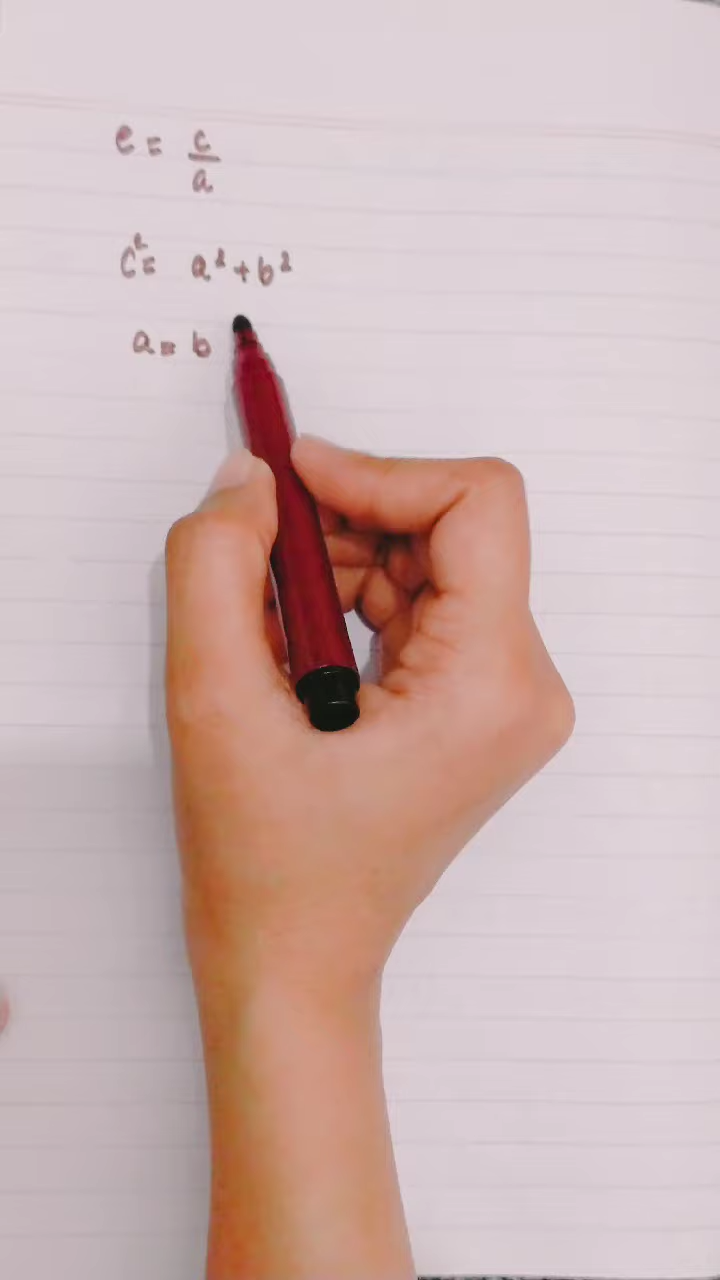 e = c/a
c² = a² + b²
a = b